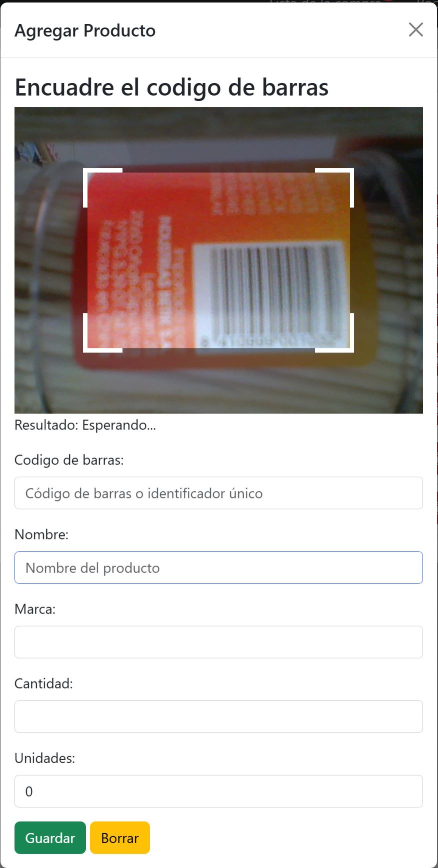 Agregar Producto
Encuadre el codigo de barras
Resultado: Esperando...
Codigo de barras:
Código de barras o identificador único
Nombre:
Nombre del producto
Marca:
Cantidad:
Unidades:
0
Guardar
Borrar